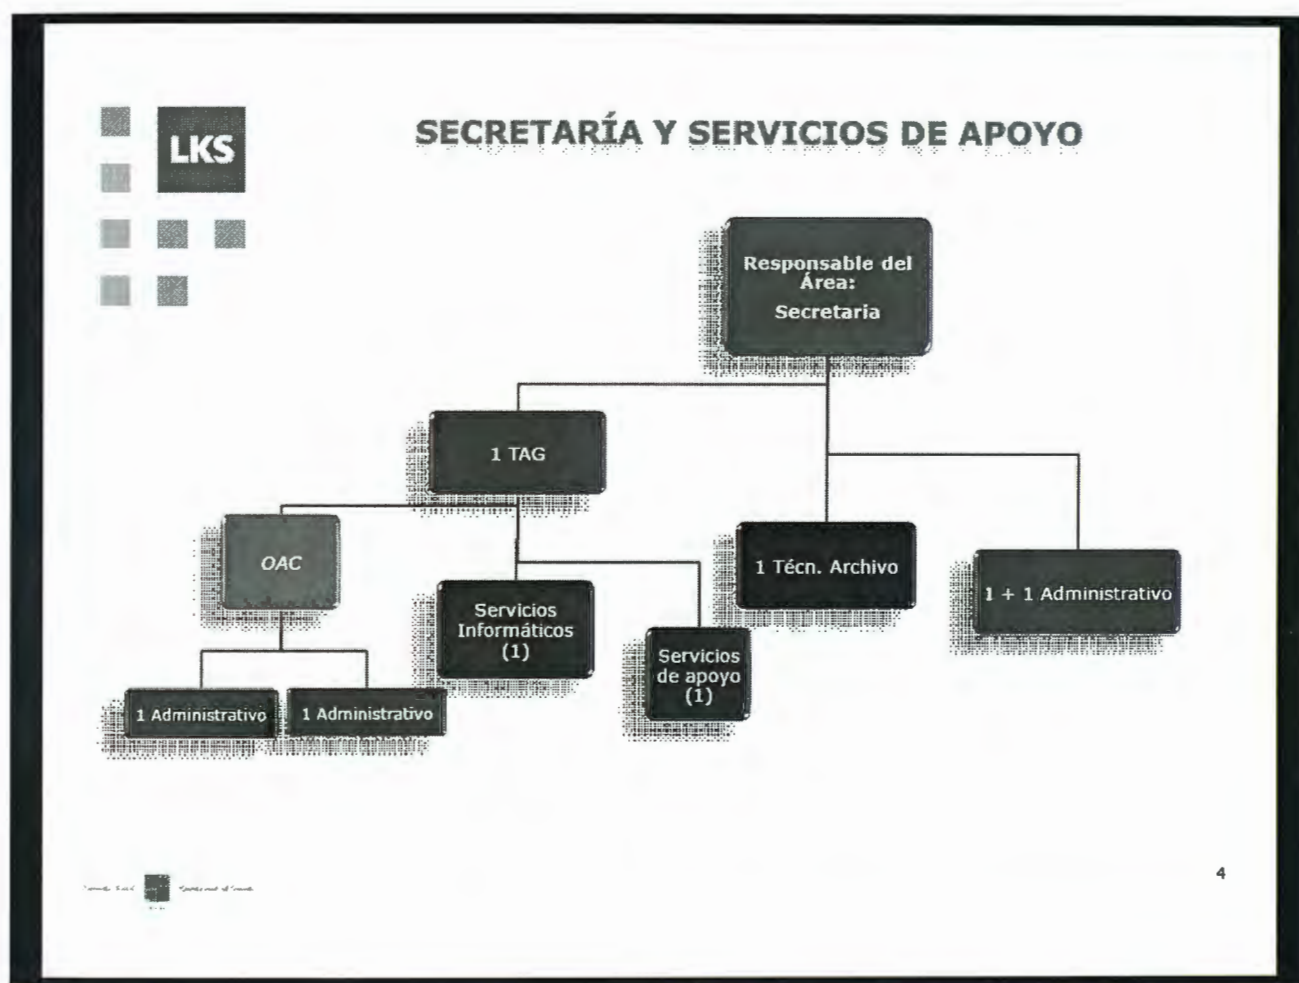 LKS
SECRETARÍA Y SERVICIOS DE APOYO
Responsable del
Área:
Secretaria
1 TAG
OAC
Servicios
Informáticos
(1)
Servicios
de apoyo
(1)
1 Técn. Archivo
1 + 1 Administrativo
1 Administrativo
1 Administrativo
4